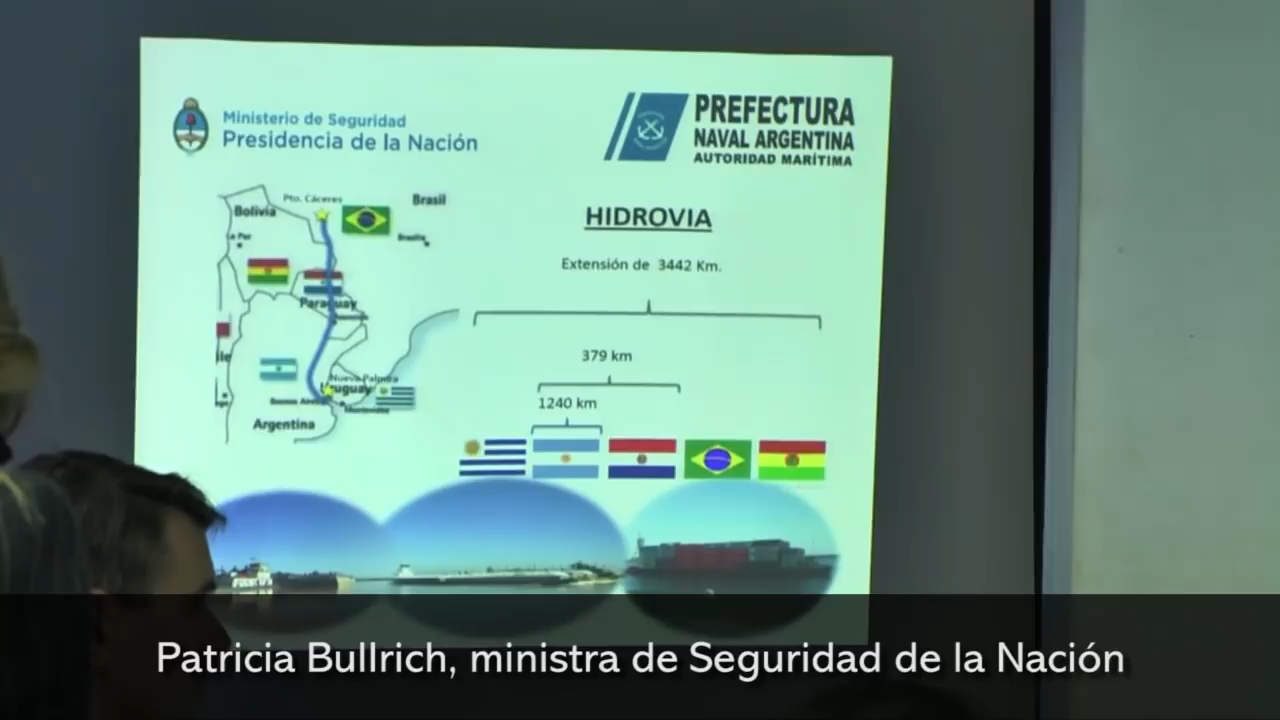 Ministerio de Seguridad
Presidencia de la Nación
PREFECTURA
NAVAL ARGENTINA
AUTORIDAD MARÍTIMA
Pto. Cáceres
Brasil
Bolivia
La Paz
Brasilia
Paraguay
ile
Nueva Palmira
Uruguay
Buenos Aires
Montevideo
Argentina
HIDROVIA
Extensión de 3442 Km.
379 km
1240 km
Patricia Bullrich, ministra de Seguridad de la Nación